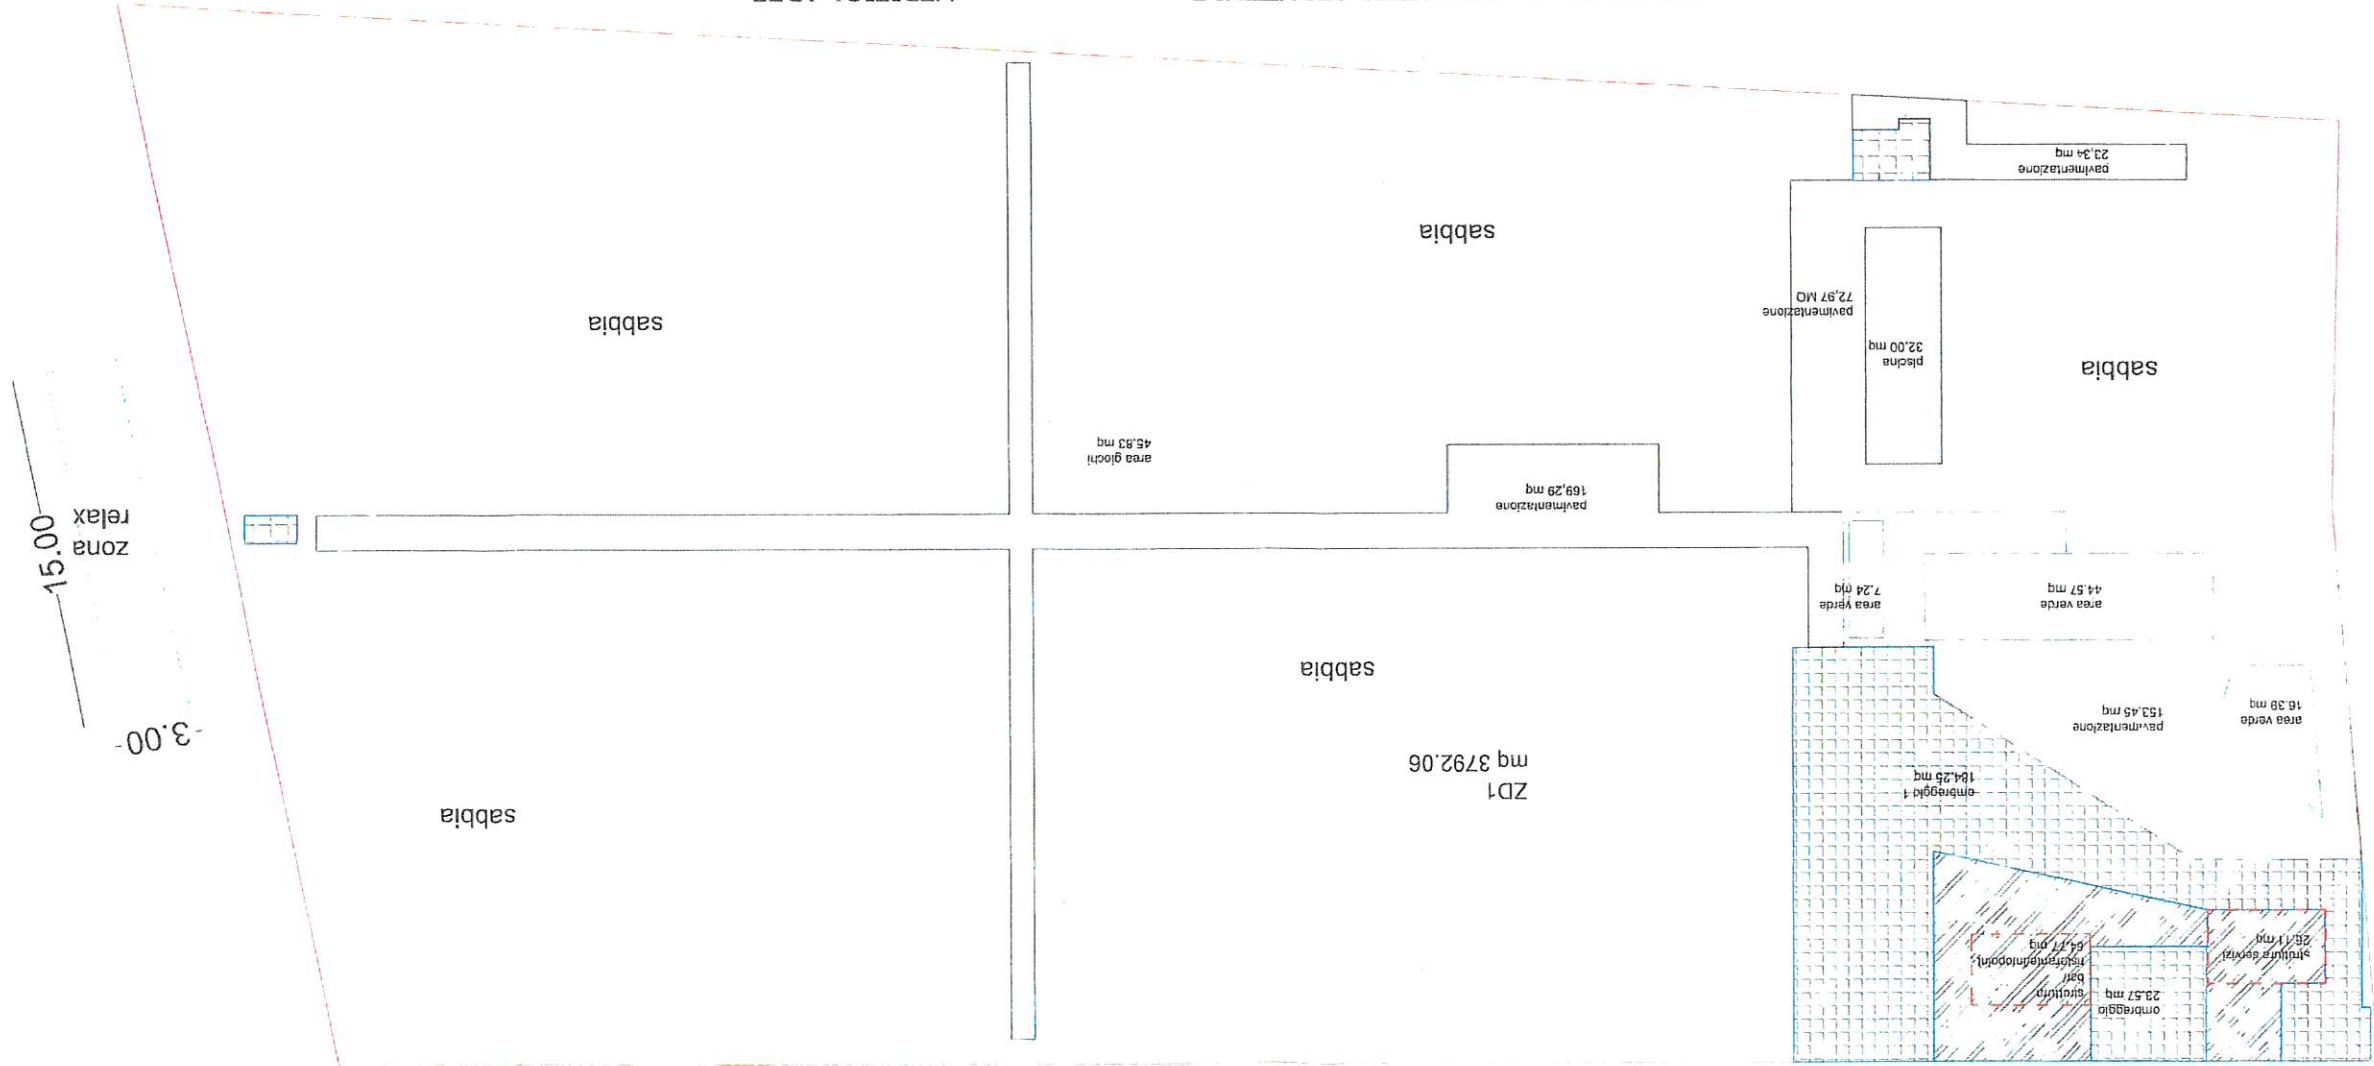 zona
relax
15.00
-3.00-
sabbia
sabbia
sabbia
sabbia
sabbia
ZD1
mq 3792.06
area giochi
45.83 mq
pavimentazione
169,29 mq
pavimentazione
72,97 MQ
piscina
32.00 mq
pavimentazione
23,34 mq
area verde
7.24 mq
area verde
44.57 mq
area verde
16.39 mq
pavimentazione
153.45 mq
ombreggio 1
184.25 mq
struttura
bar/
ristorante/infopoint
64,77 mq
ombreggio
23.57 mq
struttura servizi
26.11 mq